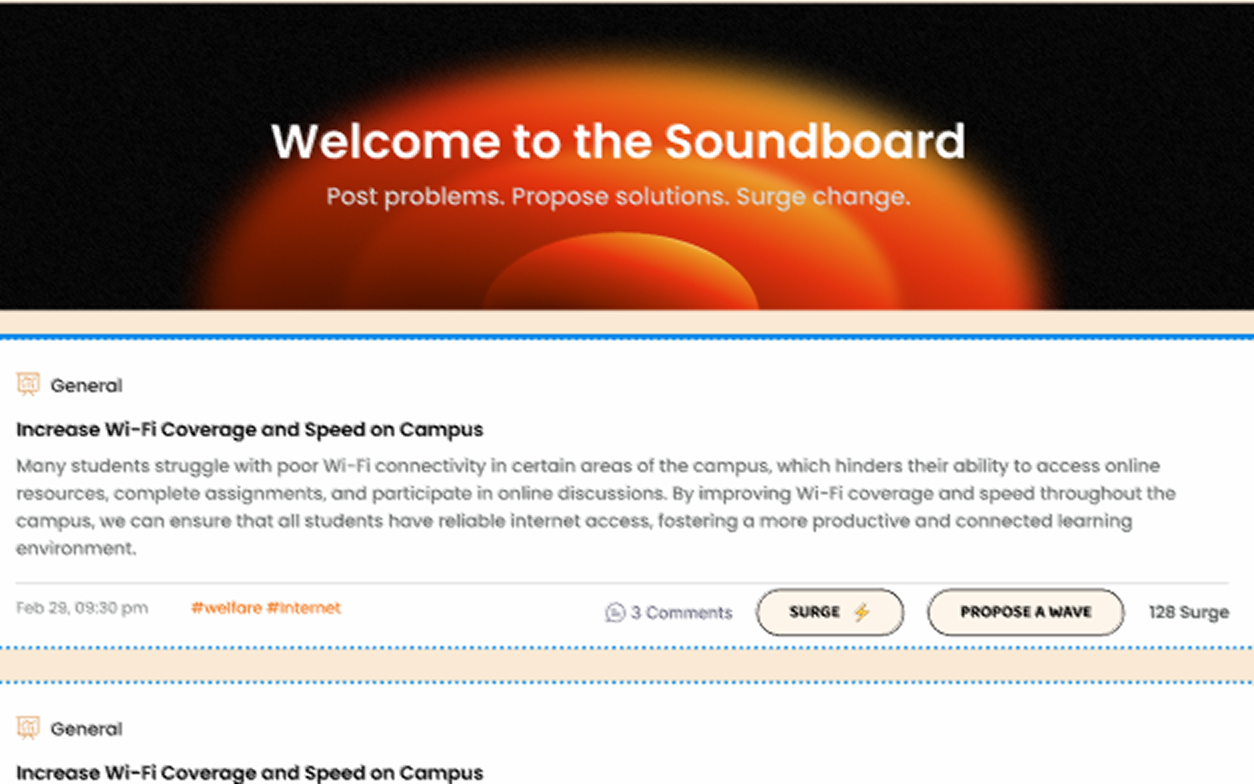 Welcome to the Soundboard
Post problems. Propose solutions. Surge change.
General
Increase Wi-Fi Coverage and Speed on Campus
Many students struggle with poor Wi-Fi connectivity in certain areas of the campus, which hinders their ability to access online
resources, complete assignments, and participate in online discussions. By improving Wi-Fi coverage and speed throughout the
campus, we can ensure that all students have reliable internet access, fostering a more productive and connected learning
environment.
Feb 29, 09:30 pm #welfare #Internet 3 Comments SURGE ⚡ PROPOSE A WAVE 128 Surge
General
Increase Wi-Fi Coverage and Speed on Campus